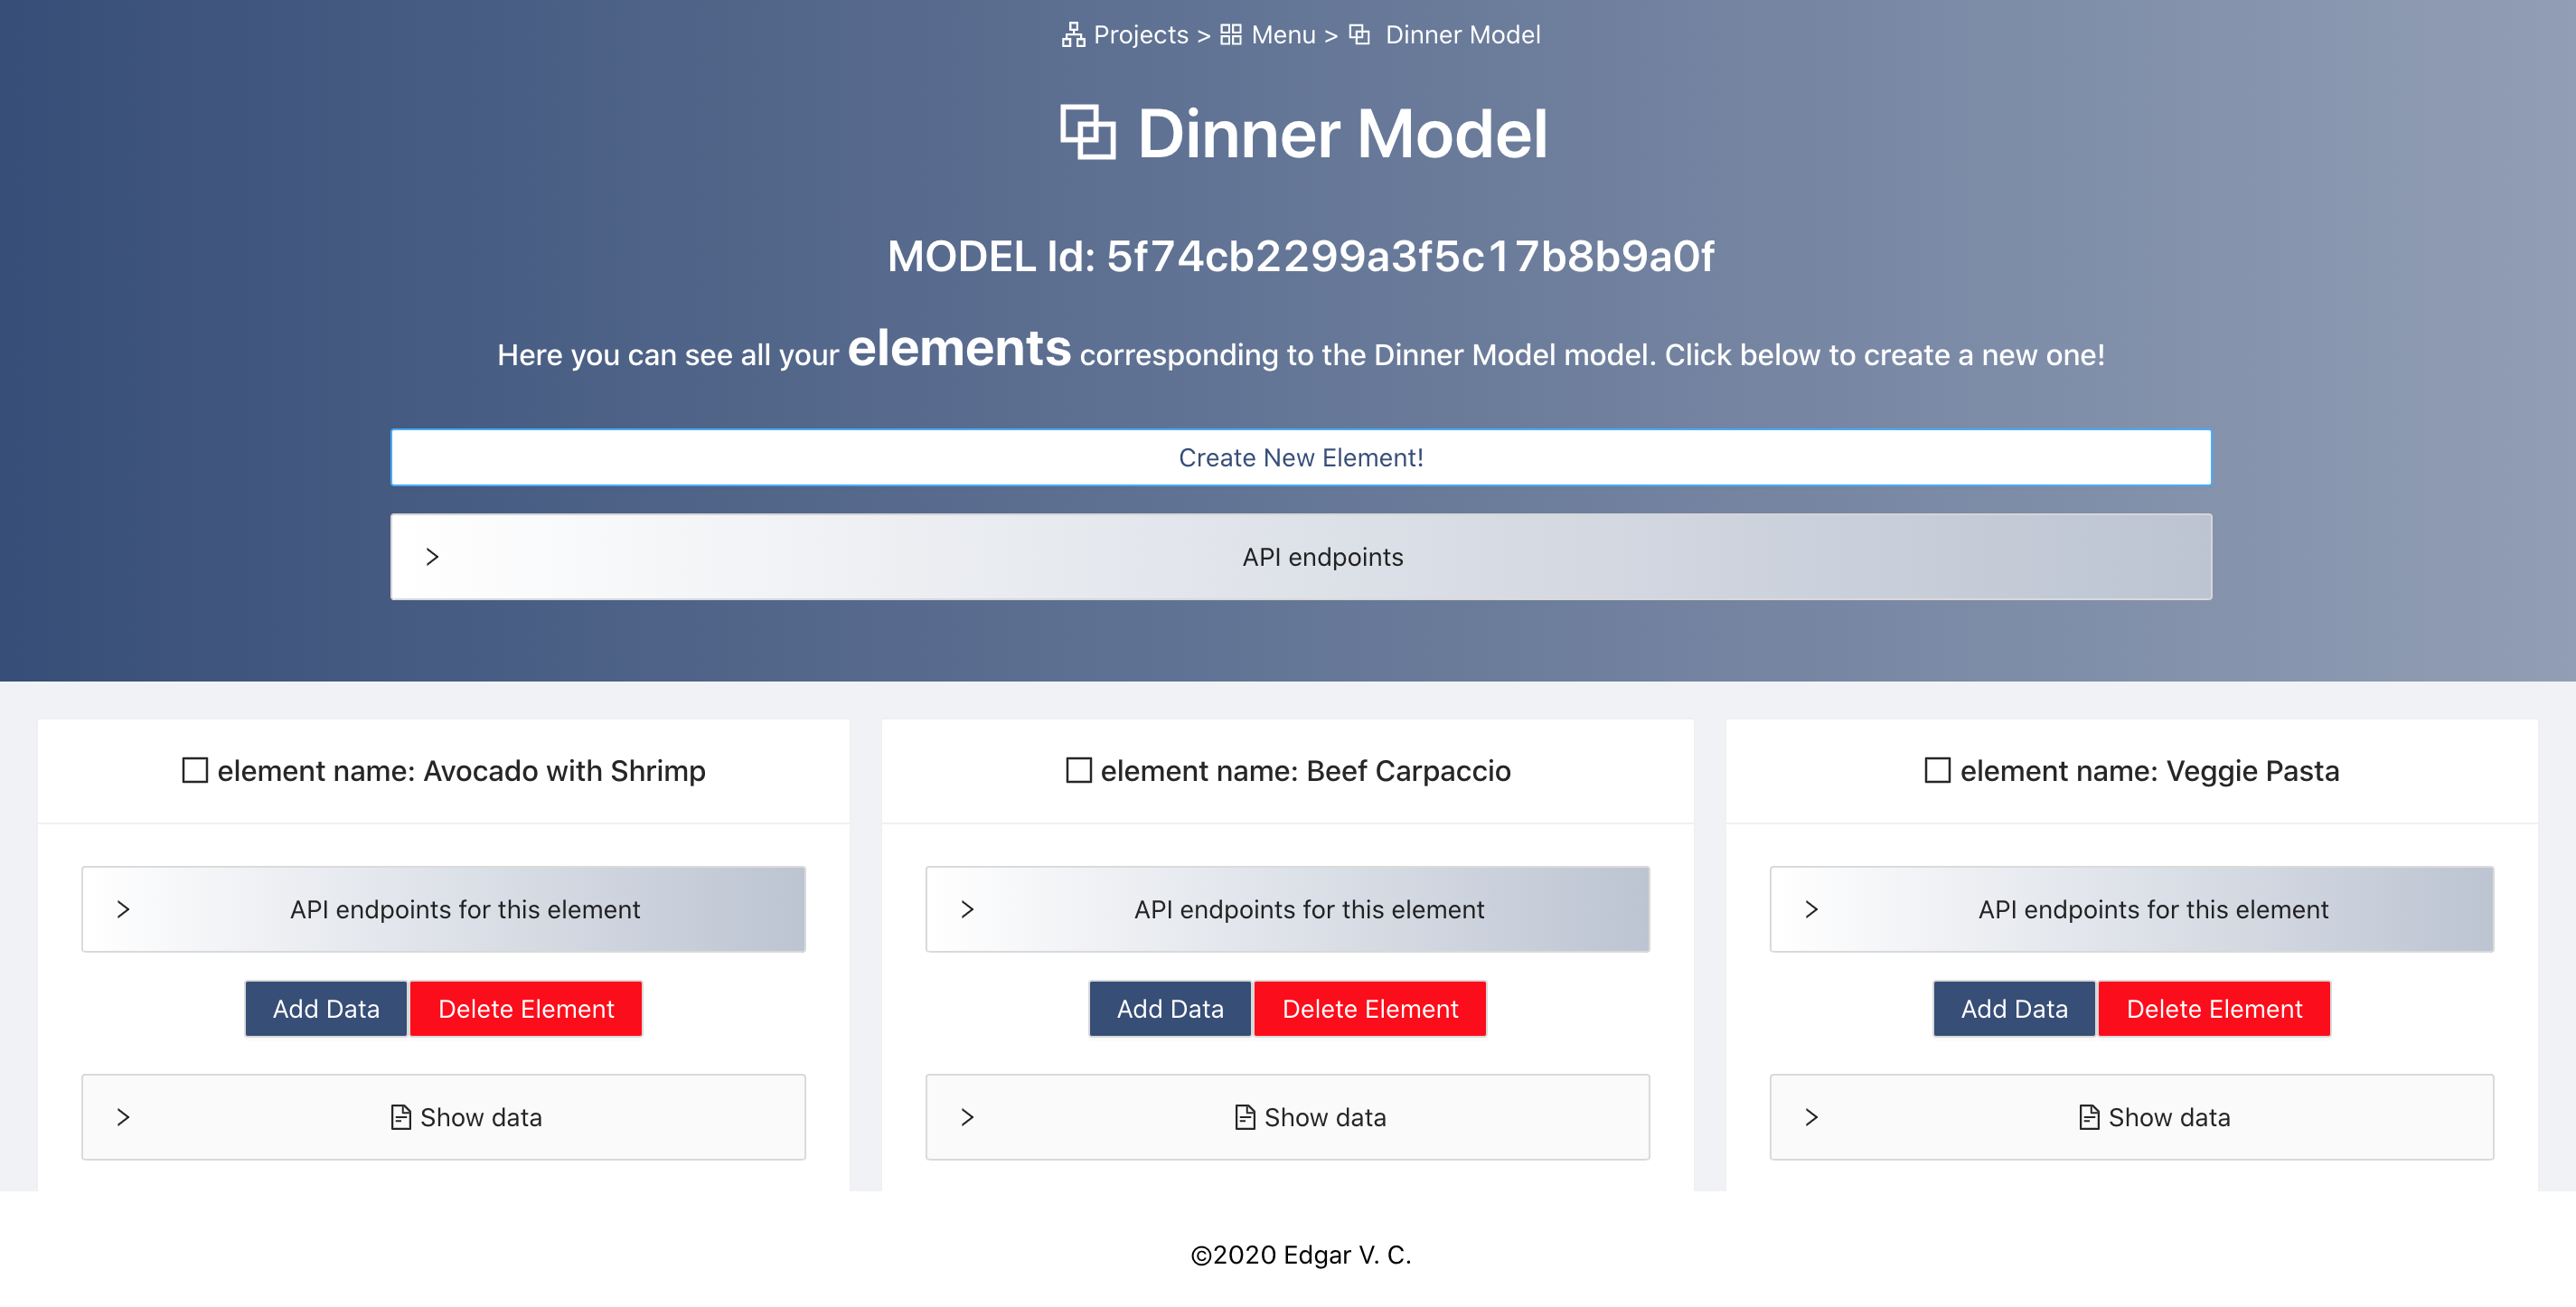 Projects > Menu > Dinner Model
Dinner Model
MODEL Id: 5f74cb2299a3f5c17b8b9a0f
Here you can see all your elements corresponding to the Dinner Model model. Click below to create a new one!
Create New Element!
API endpoints
element name: Avocado with Shrimp
API endpoints for this element
Add Data
Delete Element
Show data
element name: Beef Carpaccio
API endpoints for this element
Add Data
Delete Element
Show data
element name: Veggie Pasta
API endpoints for this element
Add Data
Delete Element
Show data
©2020 Edgar V. C.